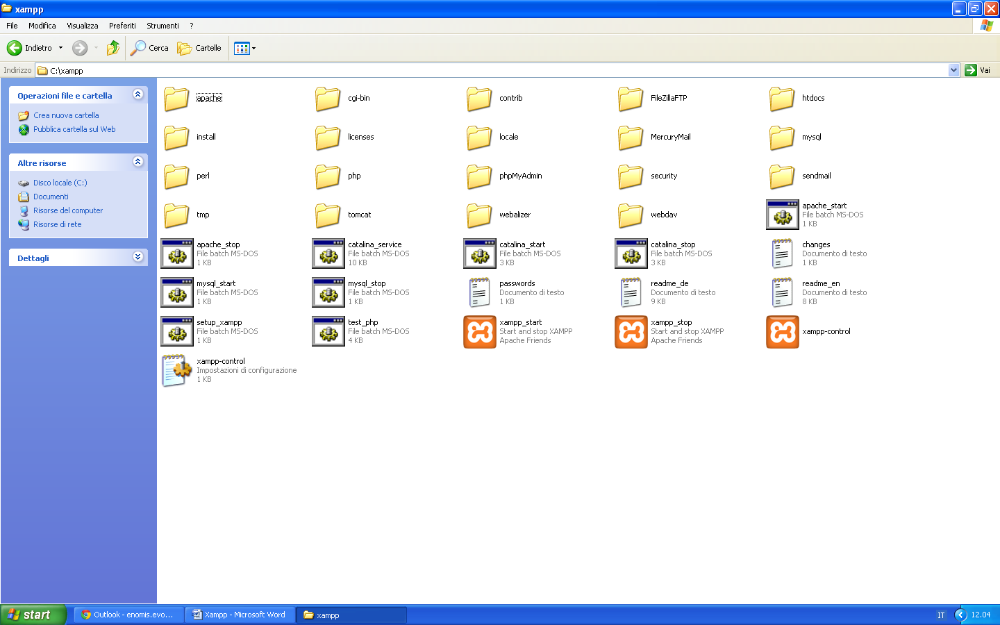 xampp
File Modifica Visualizza Preferiti Strumenti ?
Indietro Cerca Cartelle
Indirizzo C:\xampp Vai
Operazioni file e cartella
Crea nuova cartella
Pubblica cartella sul Web
Altre risorse
Disco locale (C:)
Documenti
Risorse del computer
Risorse di rete
Dettagli
apache cgi-bin contrib FileZillaFTP htdocs
install licenses locale MercuryMail mysql
perl php phpMyAdmin security sendmail
tmp tomcat webalizer webdav
apache_start
File batch MS-DOS
1 KB
apache_stop
File batch MS-DOS
1 KB
catalina_service
File batch MS-DOS
10 KB
catalina_start
File batch MS-DOS
3 KB
catalina_stop
File batch MS-DOS
3 KB
changes
Documento di testo
1 KB
mysql_start
File batch MS-DOS
1 KB
mysql_stop
File batch MS-DOS
1 KB
passwords
Documento di testo
1 KB
readme_de
Documento di testo
9 KB
readme_en
Documento di testo
8 KB
setup_xampp
File batch MS-DOS
1 KB
test_php
File batch MS-DOS
4 KB
xampp_start
Start and stop XAMPP
Apache Friends
xampp_stop
Start and stop XAMPP
Apache Friends
xampp-control
xampp-control
Impostazioni di configurazione
1 KB
start Outlook - enomis.evo... Xampp - Microsoft Word xampp IT 12.04